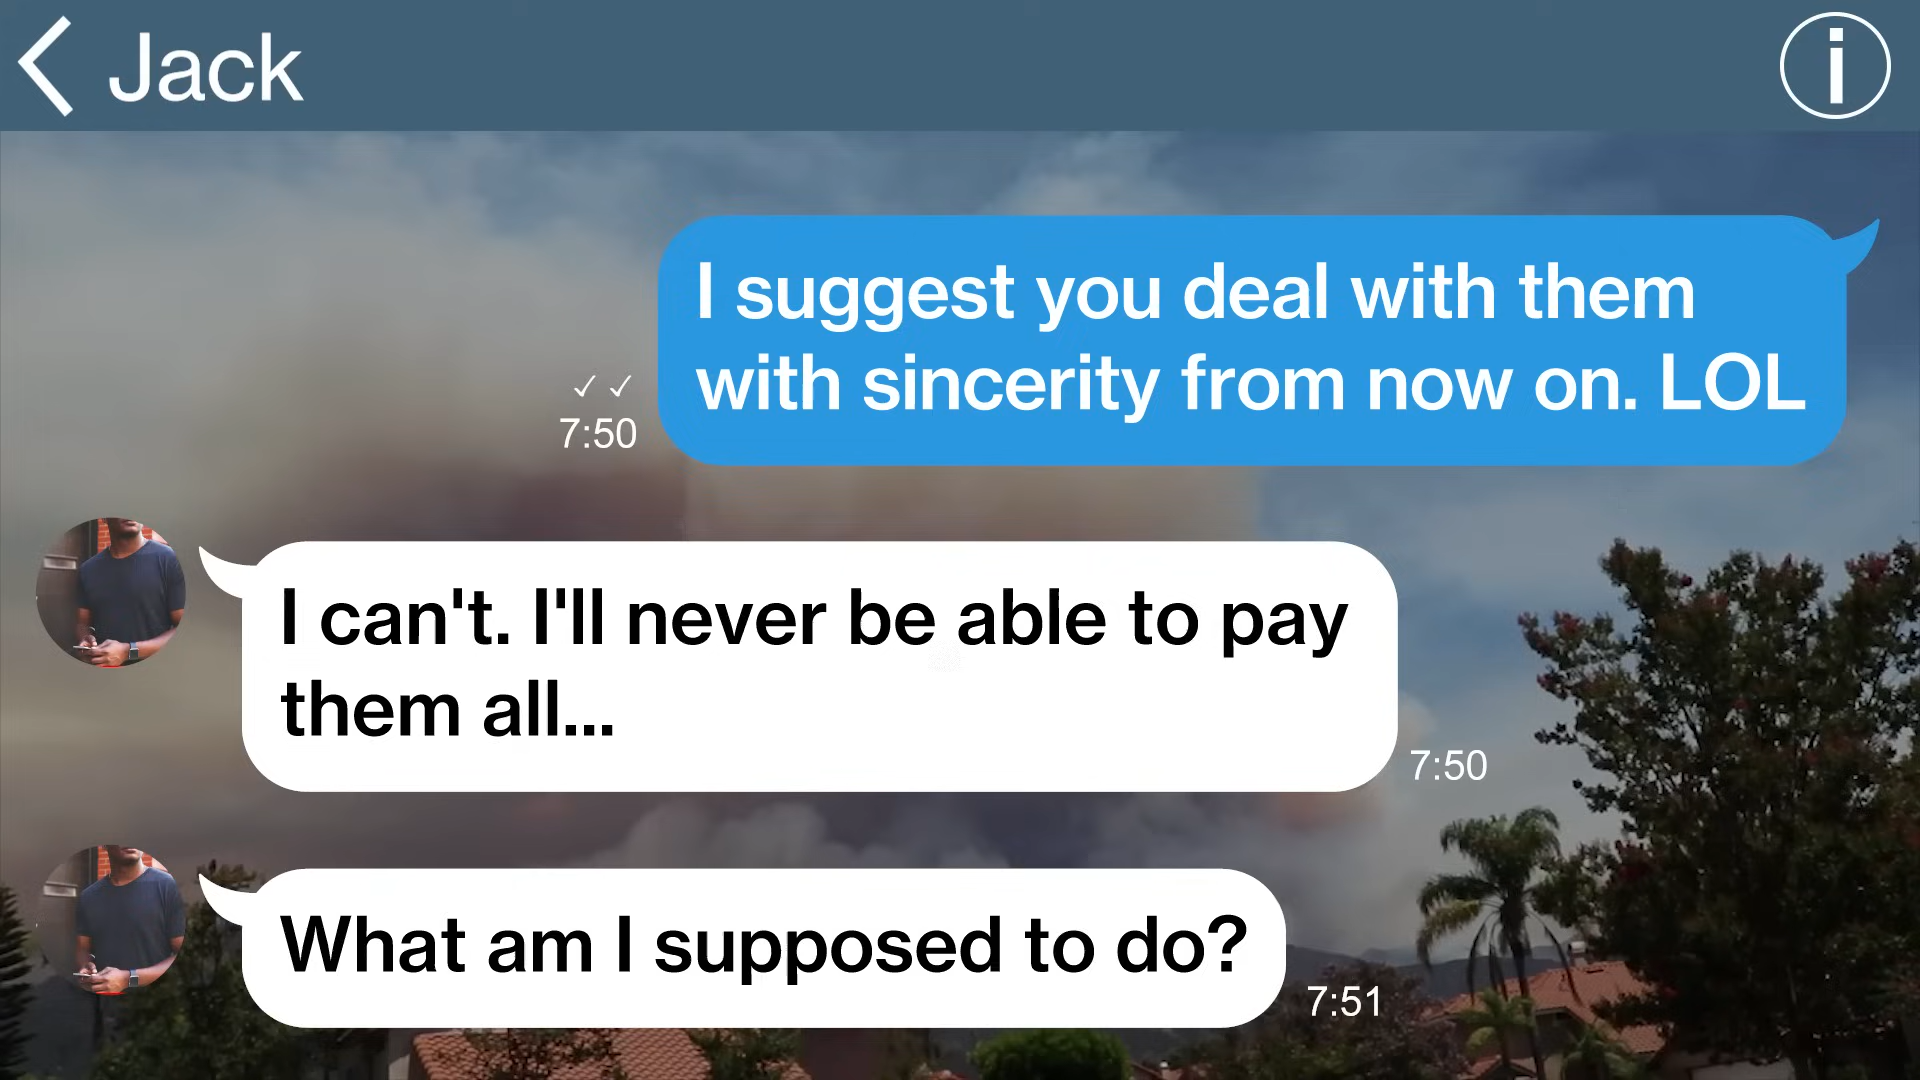 Jack
i
I suggest you deal with them
with sincerity from now on. LOL
7:50
I can't. I'll never be able to pay
them all...
7:50
What am I supposed to do?
7:51